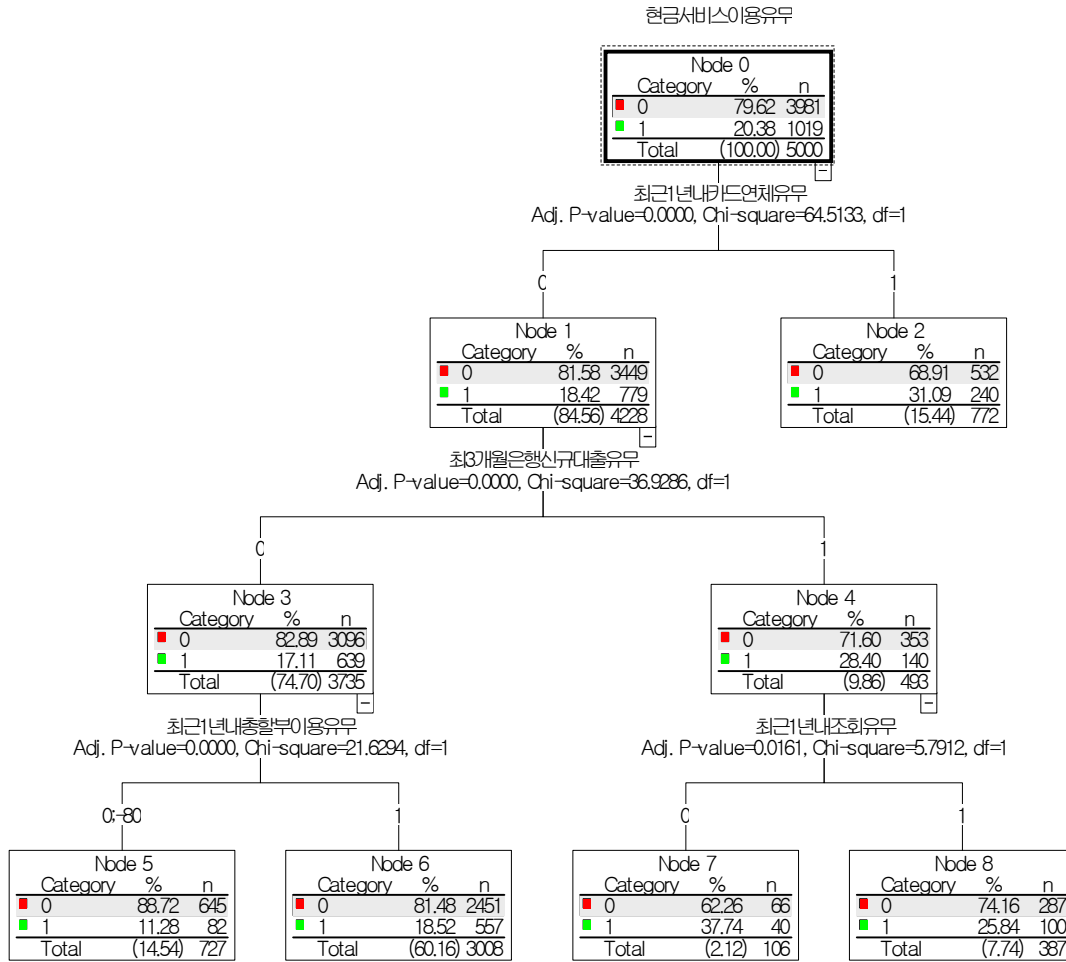 현금서비스이용유무
Node 0
Category % n
0 79.62 3981
1 20.38 1019
Total (100.00) 5000
최근1년내카드연체유무
Adj. P-value=0.0000, Chi-square=64.5133, df=1
0
1
Node 1
Category % n
0 81.58 3449
1 18.42 779
Total (84.56) 4228
Node 2
Category % n
0 68.91 532
1 31.09 240
Total (15.44) 772
최3개월은행신규대출유무
Adj. P-value=0.0000, Chi-square=36.9286, df=1
0
1
Node 3
Category % n
0 82.89 3096
1 17.11 639
Total (74.70) 3735
Node 4
Category % n
0 71.60 353
1 28.40 140
Total (9.86) 493
최근1년내총할부이용유무
Adj. P-value=0.0000, Chi-square=21.6294, df=1
최근1년내조회유무
Adj. P-value=0.0161, Chi-square=5.7912, df=1
0;-80
1
0
1
Node 5
Category % n
0 88.72 645
1 11.28 82
Total (14.54) 727
Node 6
Category % n
0 81.48 2451
1 18.52 557
Total (60.16) 3008
Node 7
Category % n
0 62.26 66
1 37.74 40
Total (2.12) 106
Node 8
Category % n
0 74.16 287
1 25.84 100
Total (7.74) 387